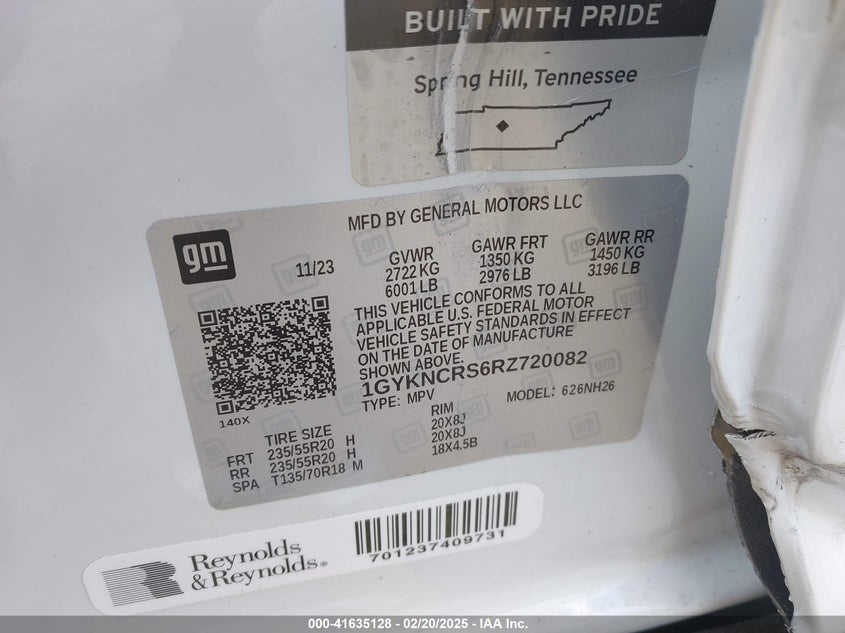 BUILT WITH PRIDE
Spring Hill, Tennessee
MFD BY GENERAL MOTORS LLC
gm
11/23
GVWR
2722 KG
6001 LB
GAWR FRT
1350 KG
2976 LB
GAWR RR
1450 KG
3196 LB
THIS VEHICLE CONFORMS TO ALL
APPLICABLE U.S. FEDERAL MOTOR
VEHICLE SAFETY STANDARDS IN EFFECT
ON THE DATE OF MANUFACTURE
SHOWN ABOVE.
1GYKNCRS6RZ720082
TYPE: MPV
MODEL: 626NH26
140X
TIRE SIZE
RIM
FRT 235/55R20 H 20X8J
RR 235/55R20 H 20X8J
SPA T135/70R18 M 18X4.5B
Reynolds
& Reynolds®
701237409731
000-41635128 - 02/20/2025 - IAA Inc.